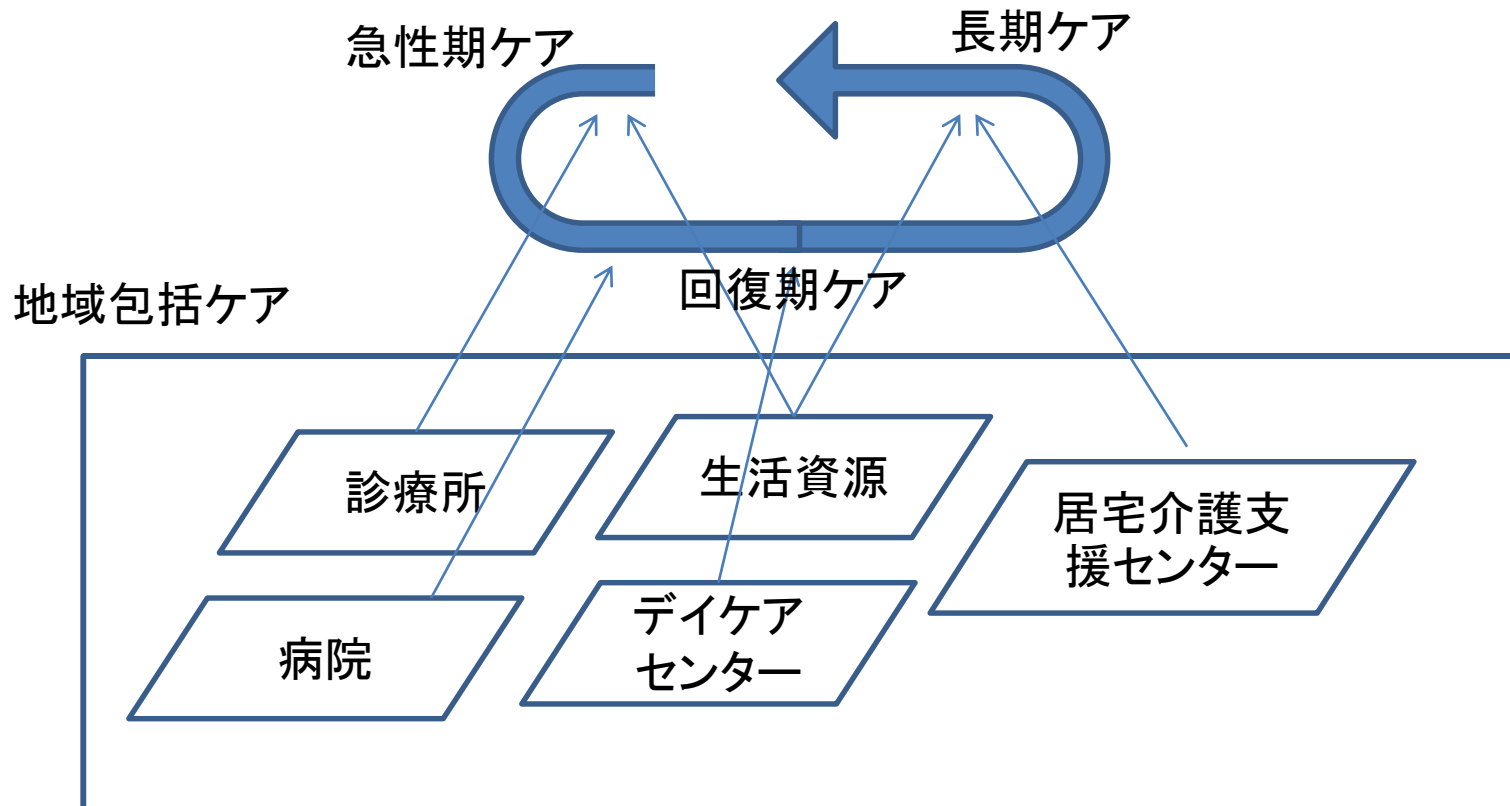 急性期ケア
長期ケア
回復期ケア
地域包括ケア
診療所
生活資源
居宅介護支
援センター
病院
デイケア
センター